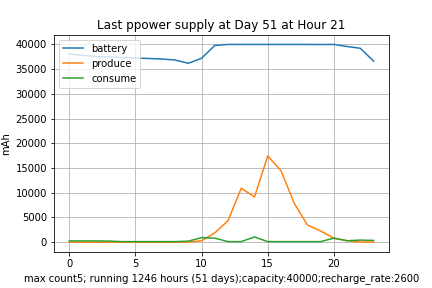 Last ppower supply at Day 51 at Hour 21
40000
35000
30000
25000
20000
15000
10000
5000
0
mAh
battery
produce
consume
0 5 10 15 20
max count5; running 1246 hours (51 days);capacity:40000;recharge_rate:2600